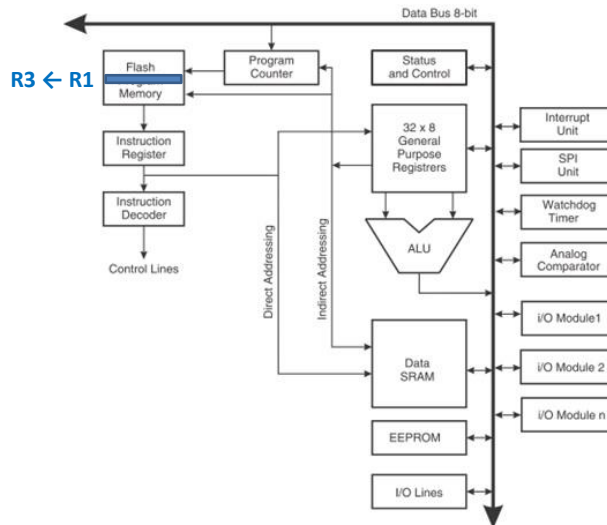 Data Bus 8-bit
R3 ← R1
Flash
Memory
Program
Counter
Status
and Control
Instruction
Register
32 x 8
General
Purpose
Registrers
Interrupt
Unit
SPI
Unit
Instruction
Decoder
Watchdog
Timer
Control Lines
ALU
Analog
Comparator
Direct Addressing
Indirect Addressing
i/O Module1
Data
SRAM
i/O Module 2
i/O Module n
EEPROM
I/O Lines